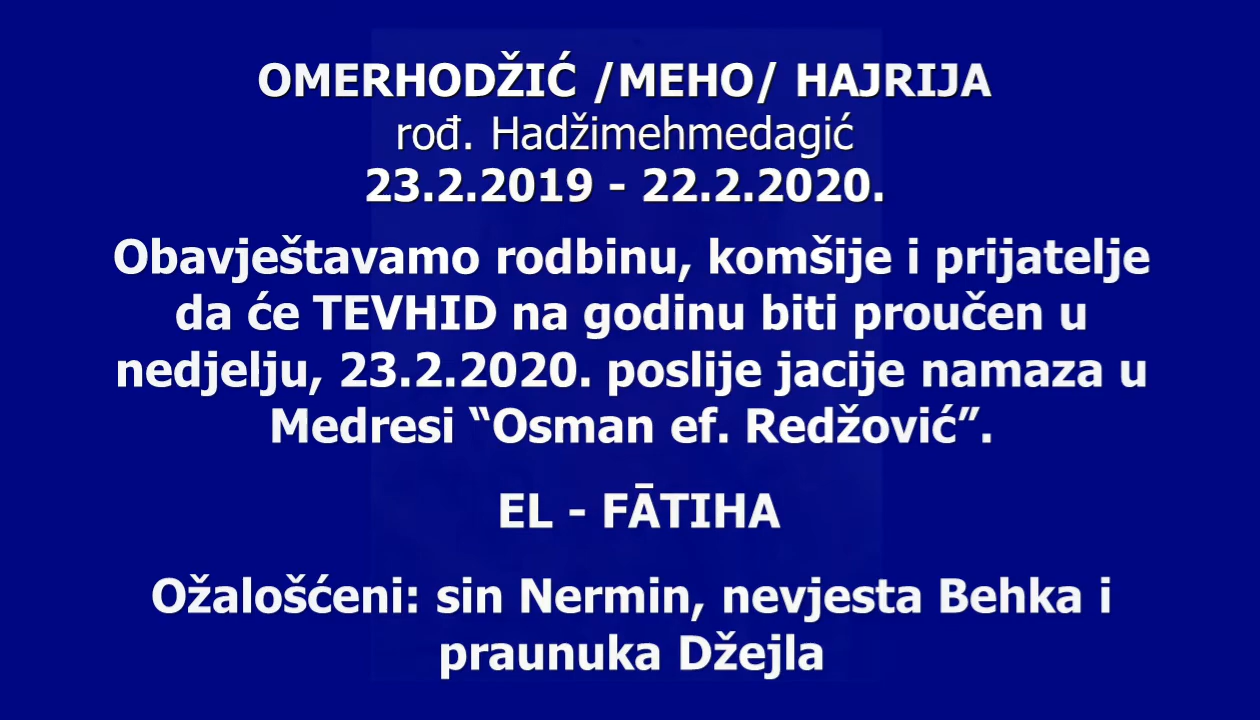 OMERHODŽIĆ /MEHO/ HAJRIJA
rođ. Hadžimehmedagić
23.2.2019 - 22.2.2020.
Obavještavamo rodbinu, komšije i prijatelje
da će TEVHID na godinu biti proučen u
nedjelju, 23.2.2020. poslije jacije namaza u
Medresi “Osman ef. Redžović”.
EL - FĀTIHA
Ožalošćeni: sin Nermin, nevjesta Behka i
praunuka Džejla